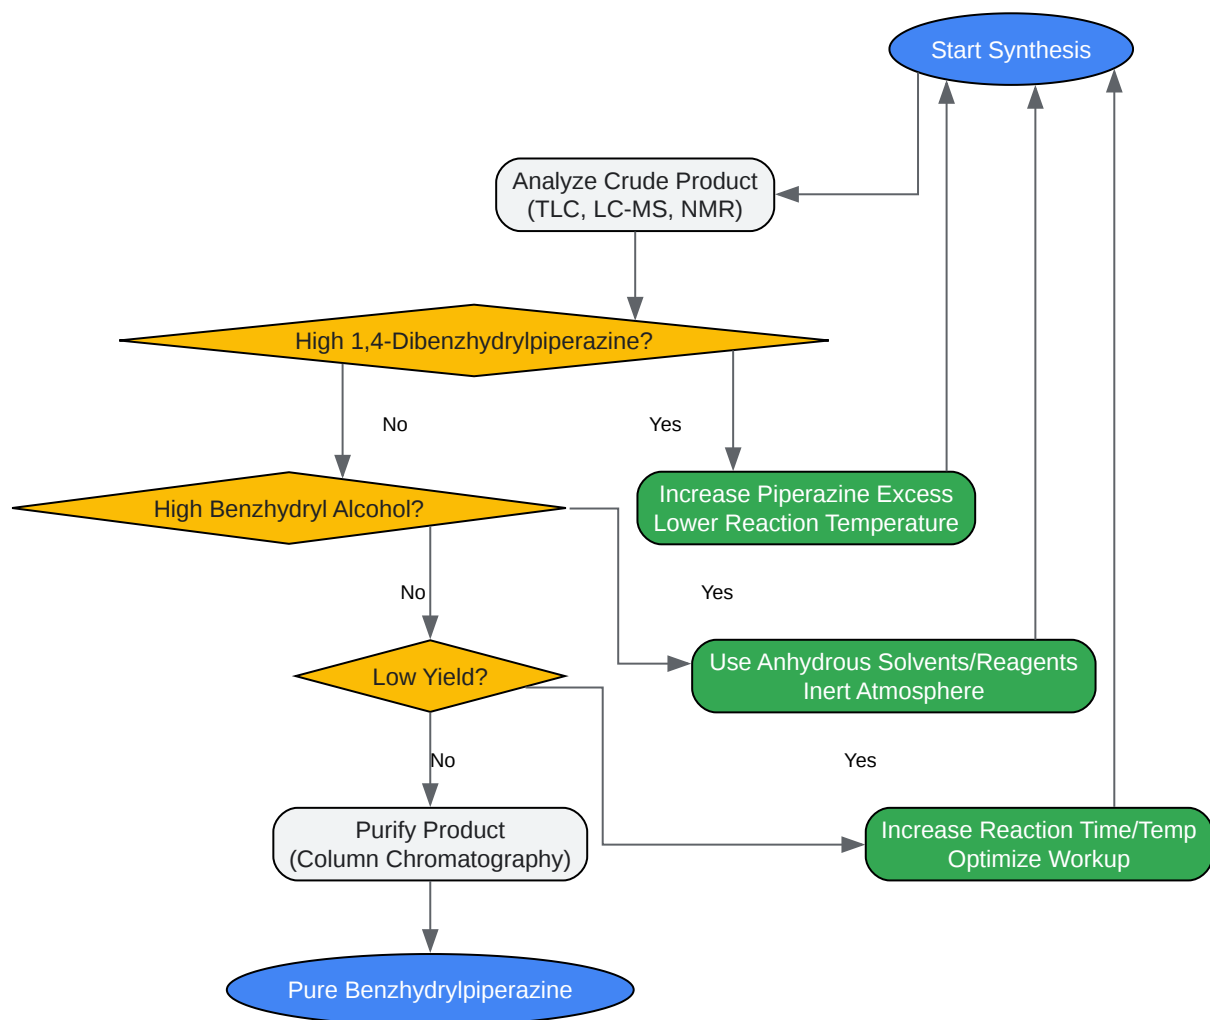 Start Synthesis
Analyze Crude Product
(TLC, LC-MS, NMR)
High 1,4-Dibenzhydrylpiperazine?
No
Yes
High Benzhydryl Alcohol?
Increase Piperazine Excess
Lower Reaction Temperature
No
Yes
Low Yield?
Use Anhydrous Solvents/Reagents
Inert Atmosphere
No
Yes
Purify Product
(Column Chromatography)
Increase Reaction Time/Temp
Optimize Workup
Pure Benzhydrylpiperazine